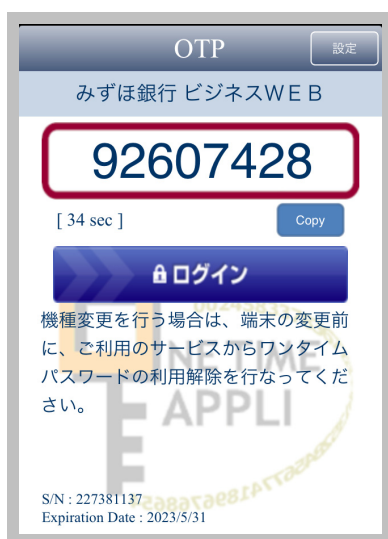 OTP
設定
みずほ銀行 ビジネスＷＥＢ
92607428
[ 34 sec ]
Copy
ログイン
機種変更を行う場合は、端末の変更前
に、ご利用のサービスからワンタイム
パスワードの利用解除を行なってくだ
さい。
APPLI
S/N : 227381137
Expiration Date : 2023/5/31